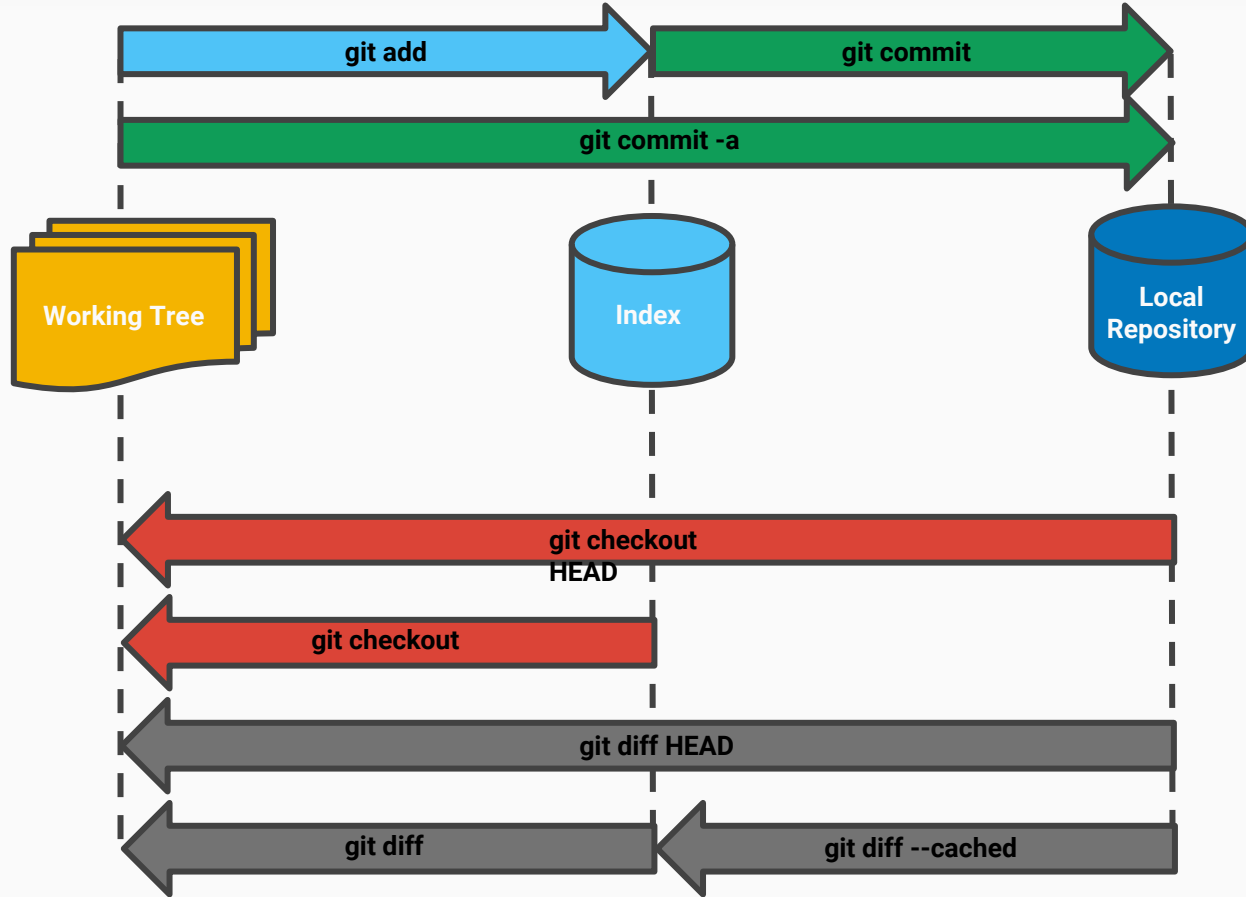 git add
git commit
git commit -a
Working Tree
Index
Local
Repository
git checkout
HEAD
git checkout
git diff HEAD
git diff
git diff --cached